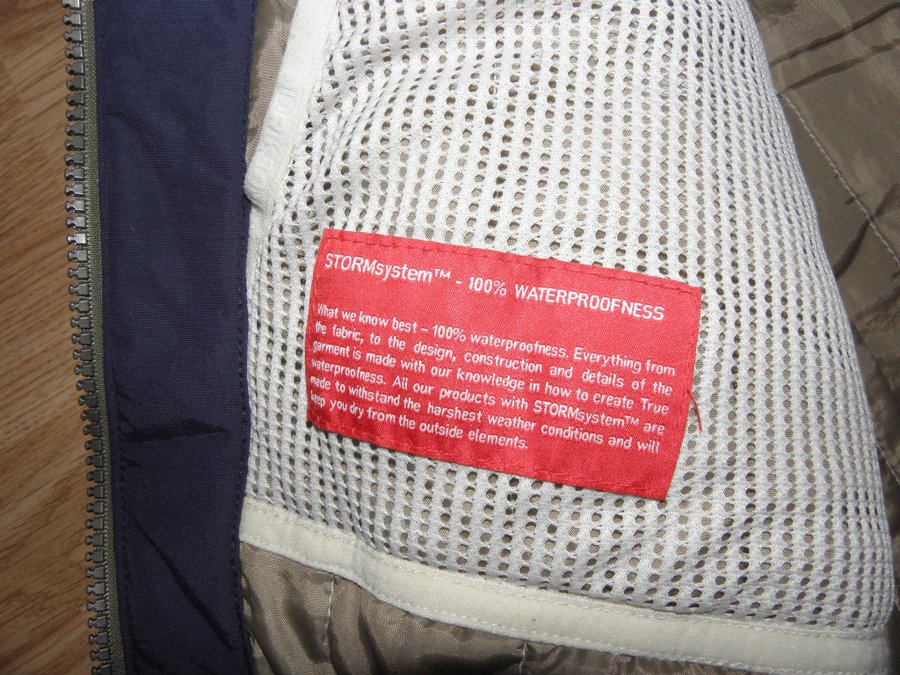 STORMsystem™ - 100% WATERPROOFNESS
What we know best – 100% waterproofness. Everything from
the fabric, to the design, construction and details of the
garment is made with our knowledge in how to create True
waterproofness. All our products with STORMsystem™ are
made to withstand the harshest weather conditions and will
keep you dry from the outside elements.